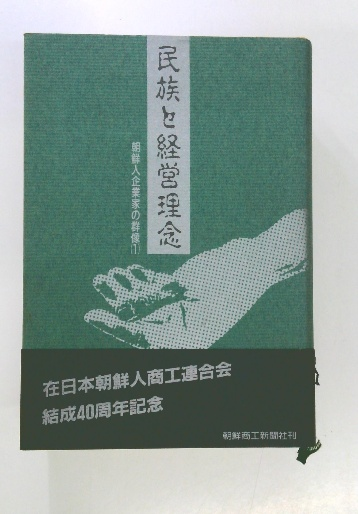 民族と経営理念
朝鮮人企業家の群像(1)
在日本朝鮮人商工連合会
結成40周年記念
朝鮮商工新聞社刊